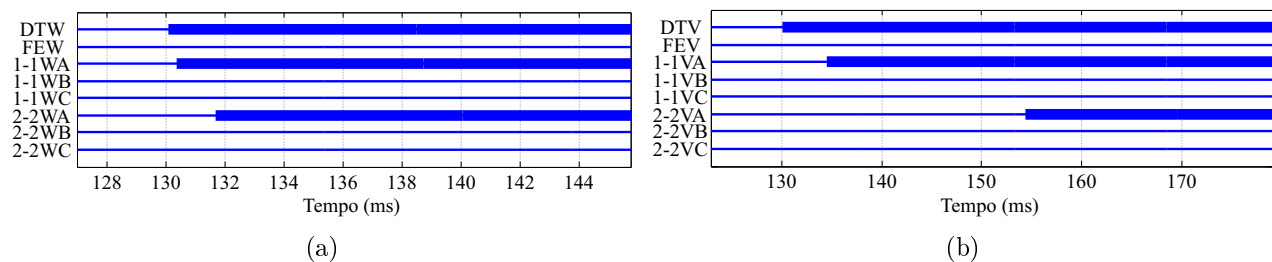 DTW
FEW
1-1WA
1-1WB
1-1WC
2-2WA
2-2WB
2-2WC
128 130 132 134 136 138 140 142 144
Tempo (ms)
(a)
DTV
FEV
1-1VA
1-1VB
1-1VC
2-2VA
2-2VB
2-2VC
130 140 150 160 170
Tempo (ms)
(b)